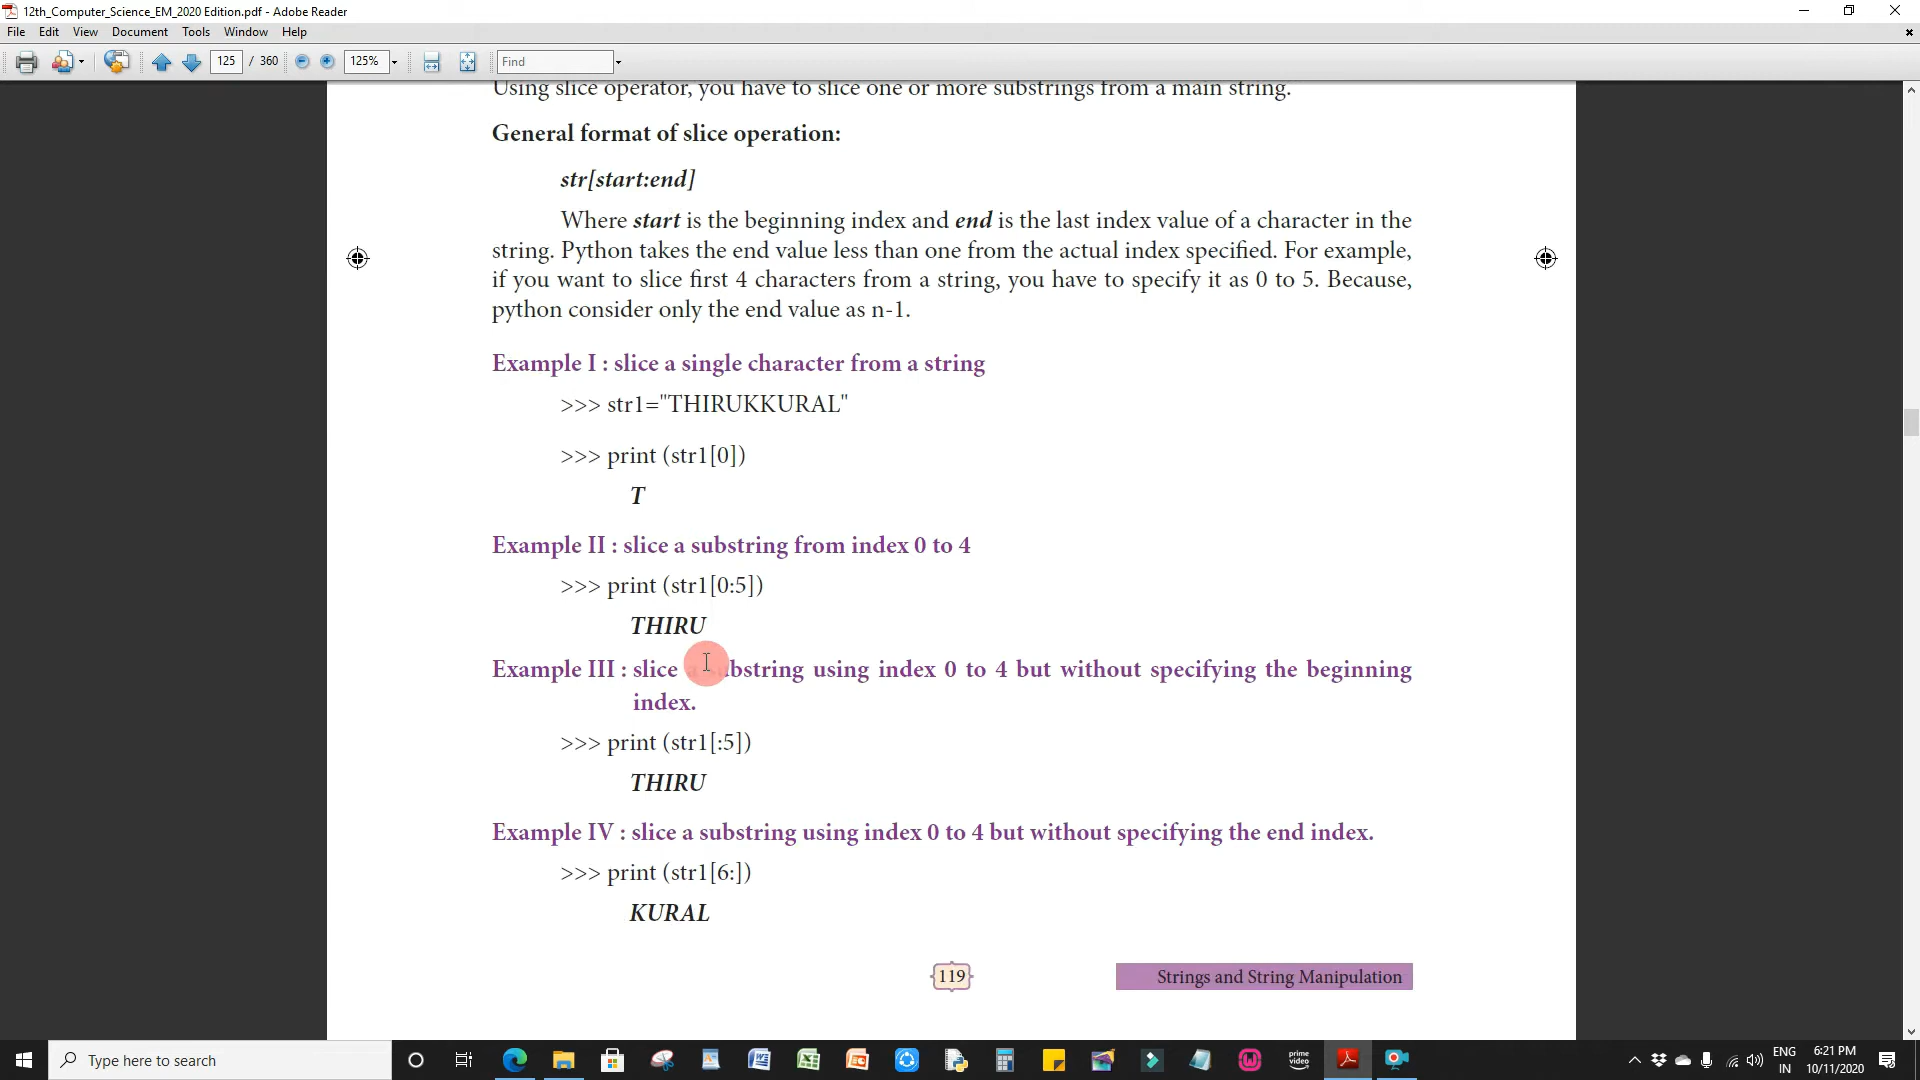 12th_Computer_Science_EM_2020 Edition.pdf - Adobe Reader
File Edit View Document Tools Window Help
125 / 360 125% Find
Using slice operator, you have to slice one or more substrings from a main string.
General format of slice operation:
str[start:end]
Where start is the beginning index and end is the last index value of a character in the
string. Python takes the end value less than one from the actual index specified. For example,
if you want to slice first 4 characters from a string, you have to specify it as 0 to 5. Because,
python consider only the end value as n-1.
Example I : slice a single character from a string
>>> str1="THIRUKKURAL"
>>> print (str1[0])
T
Example II : slice a substring from index 0 to 4
>>> print (str1[0:5])
THIRU
Example III : slice a substring using index 0 to 4 but without specifying the beginning
index.
>>> print (str1[:5])
THIRU
Example IV : slice a substring using index 0 to 4 but without specifying the end index.
>>> print (str1[6:])
KURAL
119 Strings and String Manipulation
Type here to search
prime video
ENG 6:21 PM
IN 10/11/2020